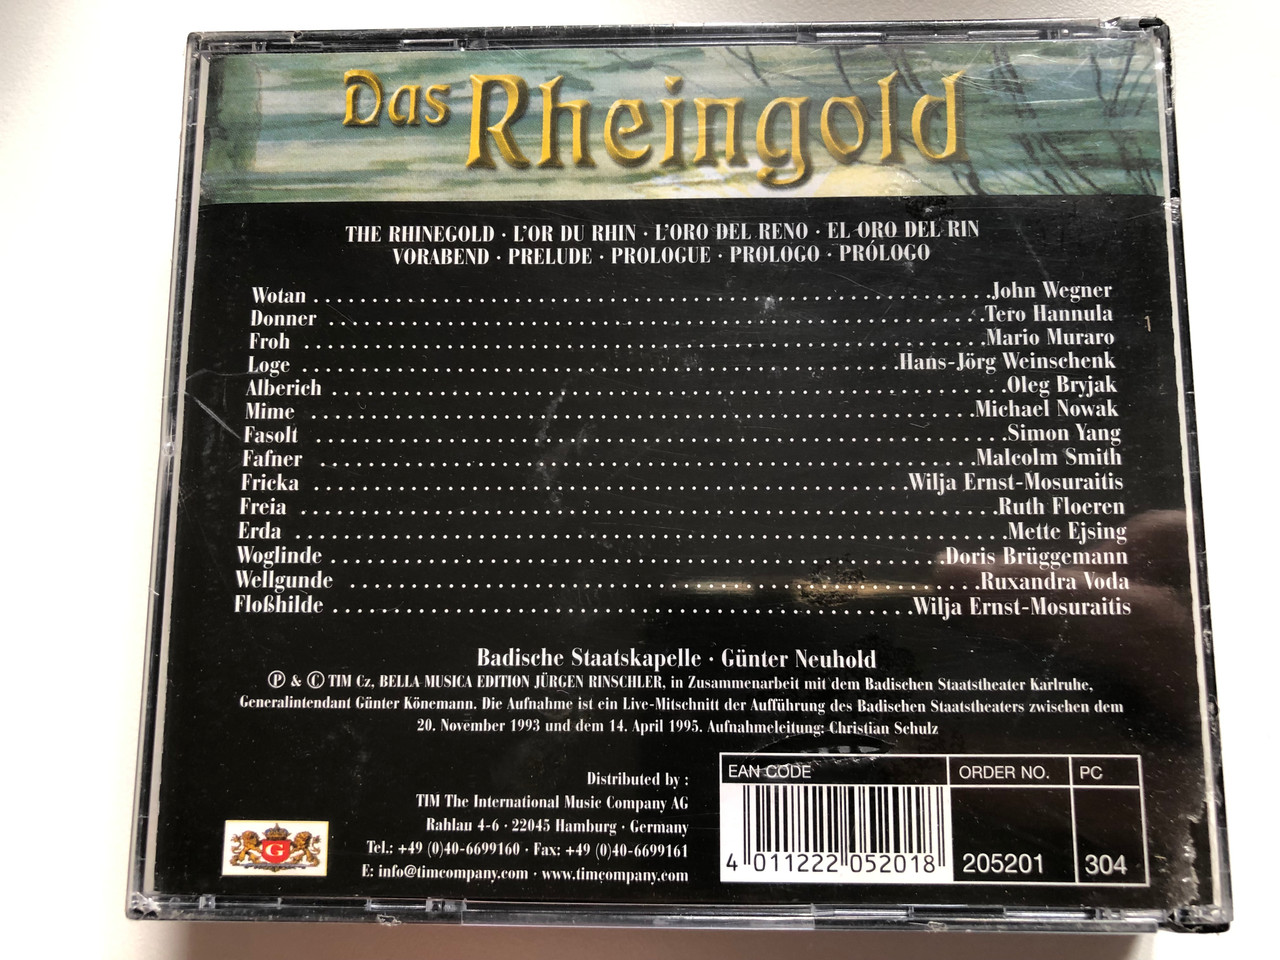 Das Rheingold
THE RHINEGOLD · L'OR DU RHIN · L'ORO DEL RENO · EL ORO DEL RIN
VORABEND · PRELUDE · PROLOGUE · PROLOGO · PRÓLOGO
Wotan John Wegner
Donner Tero Hannula
Froh Mario Muraro
Loge Hans-Jörg Weinschenk
Alberich Oleg Bryjak
Mime Michael Nowak
Fasolt Simon Yang
Fafner Malcolm Smith
Fricka Wilja Ernst-Mosuraitis
Freia Ruth Floeren
Erda Mette Ejsing
Woglinde Doris Brüggemann
Wellgunde Ruxandra Voda
Floßhilde Wilja Ernst-Mosuraitis
Badische Staatskapelle · Günter Neuhold
Ⓟ & Ⓒ TIM Cz, BELLA MUSICA EDITION JÜRGEN RINSCHLER, in Zusammenarbeit mit dem Badischen Staatstheater Karlruhe,
Generalintendant Günter Könemann. Die Aufnahme ist ein Live-Mitschnitt der Aufführung des Badischen Staatstheaters zwischen dem
20. November 1993 und dem 14. April 1995. Aufnahmeleitung: Christian Schulz
Distributed by :
TIM The International Music Company AG
Rahlau 4-6 · 22045 Hamburg · Germany
Tel.: +49 (0)40-6699160 · Fax: +49 (0)40-6699161
E: info@timcompany.com · www.timcompany.com
G
EAN CODE ORDER NO. PC
4 011222 052018 205201 304